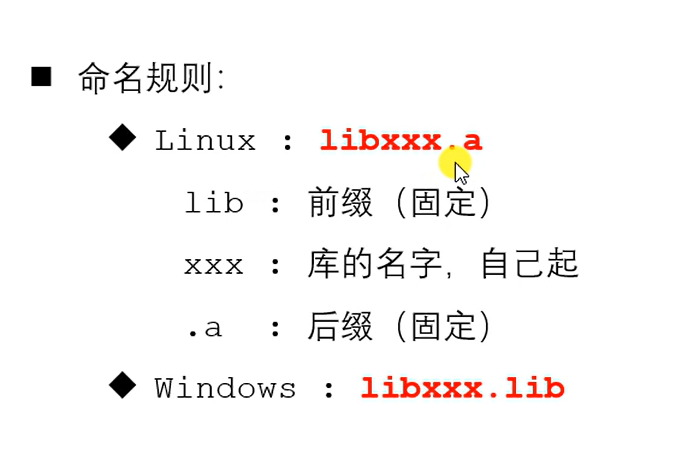 ■ 命名规则：
◆ Linux : libxxx.a
lib : 前缀（固定）
xxx : 库的名字，自己起
.a : 后缀（固定）
◆ Windows : libxxx.lib